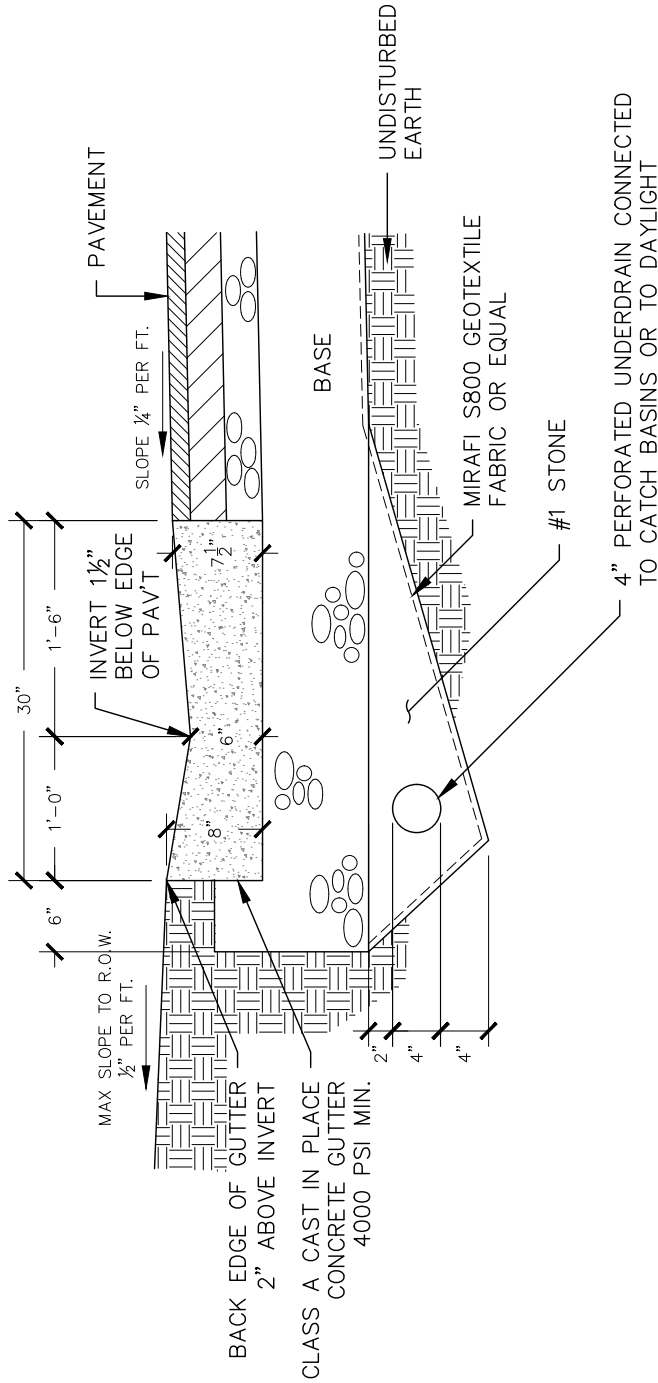 30"
6"
1'-0"
1'-6"
MAX SLOPE TO R.O.W.
½" PER FT.
INVERT 1½"
BELOW EDGE
OF PAV'T
SLOPE ¼" PER FT.
PAVEMENT
8"
6"
7½"
BASE
BACK EDGE OF GUTTER
2" ABOVE INVERT
CLASS A CAST IN PLACE
CONCRETE GUTTER
4000 PSI MIN.
2"
4"
4"
UNDISTURBED
EARTH
MIRAFI S800 GEOTEXTILE
FABRIC OR EQUAL
#1 STONE
4" PERFORATED UNDERDRAIN CONNECTED
TO CATCH BASINS OR TO DAYLIGHT